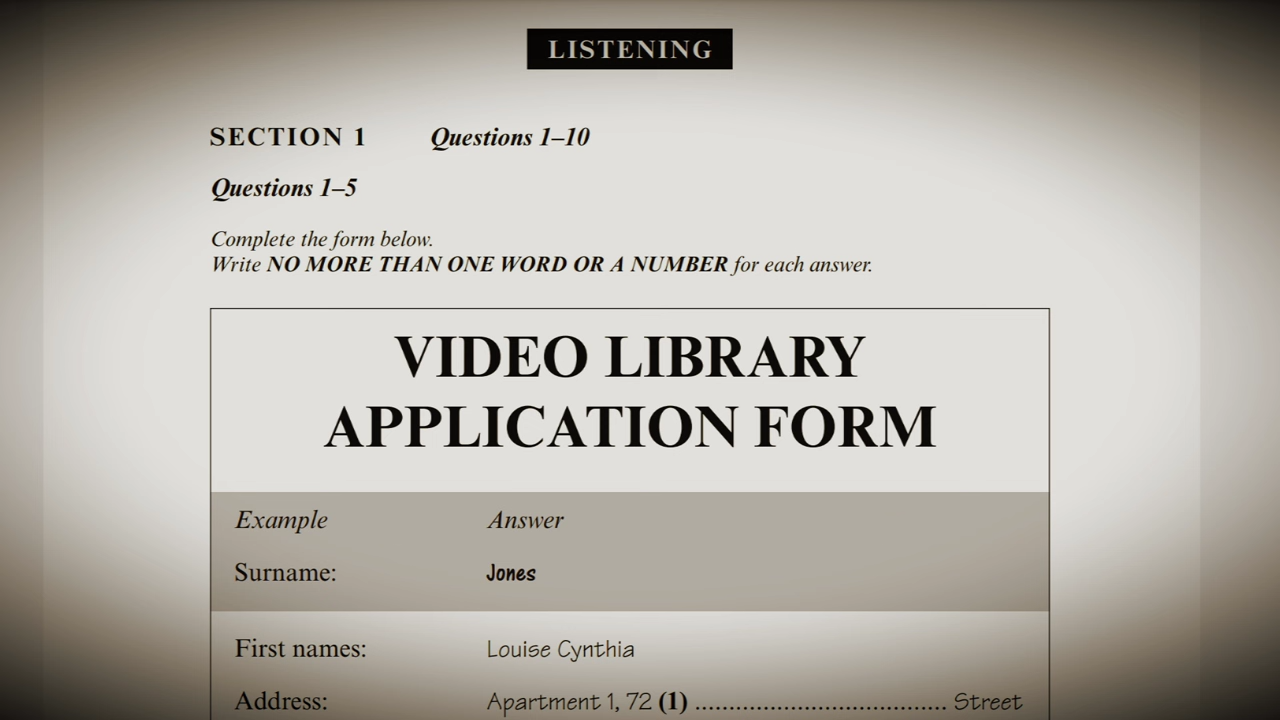 LISTENING
SECTION 1 Questions 1–10
Questions 1–5
Complete the form below.
Write NO MORE THAN ONE WORD OR A NUMBER for each answer.
VIDEO LIBRARY
APPLICATION FORM
Example Answer
Surname: Jones
First names: Louise Cynthia
Address: Apartment 1, 72 (1) .................................... Street